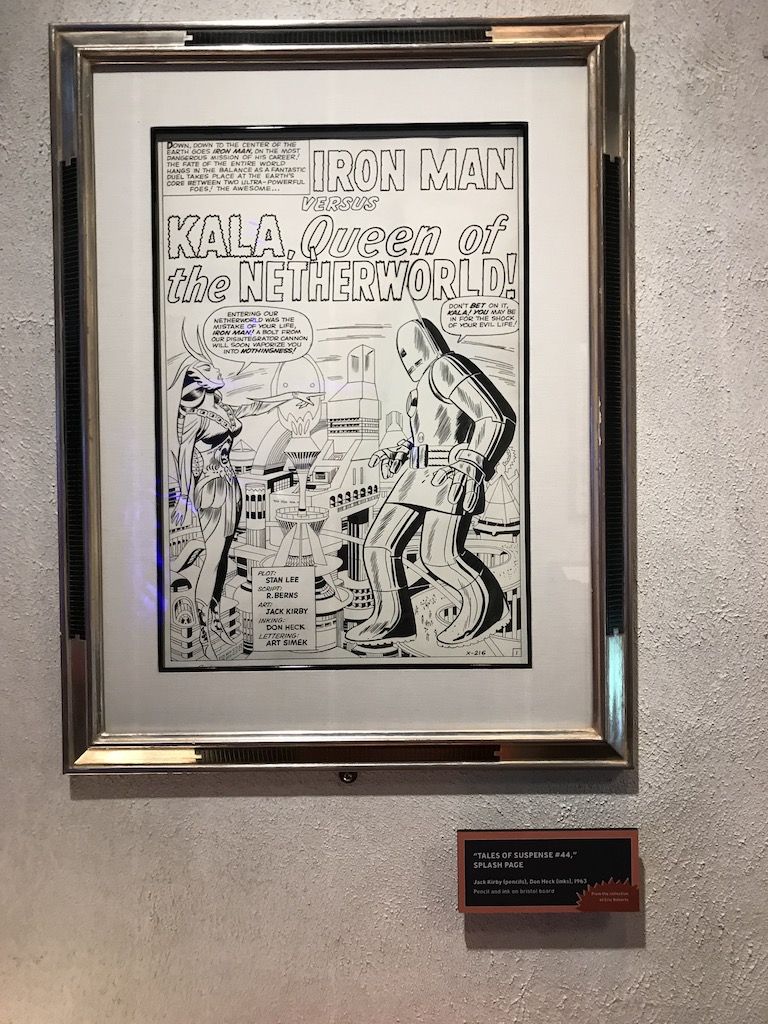 DOWN, DOWN TO THE CENTER OF THE
EARTH GOES IRON MAN, ON THE MOST
DANGEROUS MISSION OF HIS CAREER!
THE FATE OF THE ENTIRE WORLD
HANGS IN THE BALANCE AS A FANTASTIC
DUEL TAKES PLACE AT THE EARTH'S
CORE BETWEEN TWO ULTRA-POWERFUL
FOES! THE AWESOME...
IRON MAN
VERSUS
KALA, Queen of
the NETHERWORLD!
ENTERING OUR
NETHERWORLD WAS THE
MISTAKE OF YOUR LIFE,
IRON MAN! A BOLT FROM
OUR DISINTEGRATOR CANNON
WILL SOON VAPORIZE YOU
INTO NOTHINGNESS!
DON'T BET ON IT,
KALA! YOU MAY BE
IN FOR THE SHOCK
OF YOUR EVIL LIFE!
PLOT:
STAN LEE
SCRIPT:
R. BERNS
ART:
JACK KIRBY
INKING:
DON HECK
LETTERING:
ART SIMEK
X-216
1
"TALES OF SUSPENSE #44,"
SPLASH PAGE
Jack Kirby (pencils), Don Heck (inks), 1963
Pencil and ink on bristol board
From the collection
of Eric Roberts